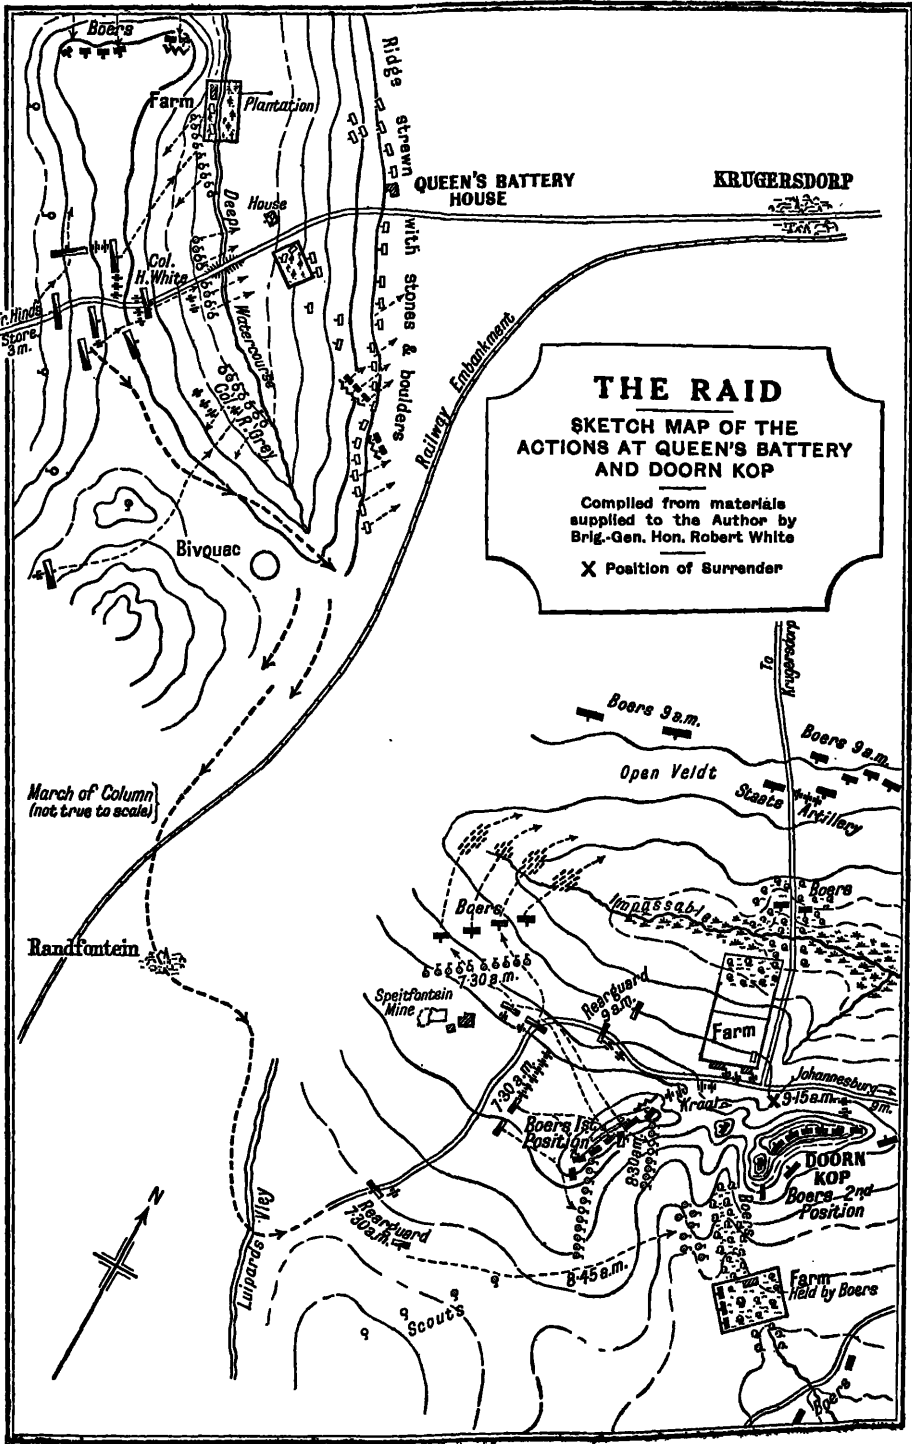 Boers
Farm
Plantation
Ridge strewn with stones & boulders
QUEEN'S BATTERY
HOUSE
KRUGERSDORP
House
Deep
Watercourse
Col.
H. White
Store
3 m.
Col. R. Grey
Railway Embankment
THE RAID
SKETCH MAP OF THE
ACTIONS AT QUEEN'S BATTERY
AND DOORN KOP
Compiled from materials
supplied to the Author by
Brig.-Gen. Hon. Robert White
X Position of Surrender
Bivouac
To
Krugersdorp
Boers 9 a.m.
Boers 9 a.m.
Open Veldt
Staats Artillery
March of Column
(not true to scale)
Boers
Impassable
Boers
Randfontein
7·30 a.m.
Speitfontein
Mine
Rearguard
9 a.m.
Farm
Johannesburg
9 m.
7·30 a.m.
Kraal
X 9·15 a.m.
Boers 1st
Position
8·30 a.m.
DOORN
KOP
Boers 2nd
Position
N
Luipards Vley
Rearguard
7·30 a.m.
Boers
8·45 a.m.
Farm
Held by Boers
Scouts
Boers